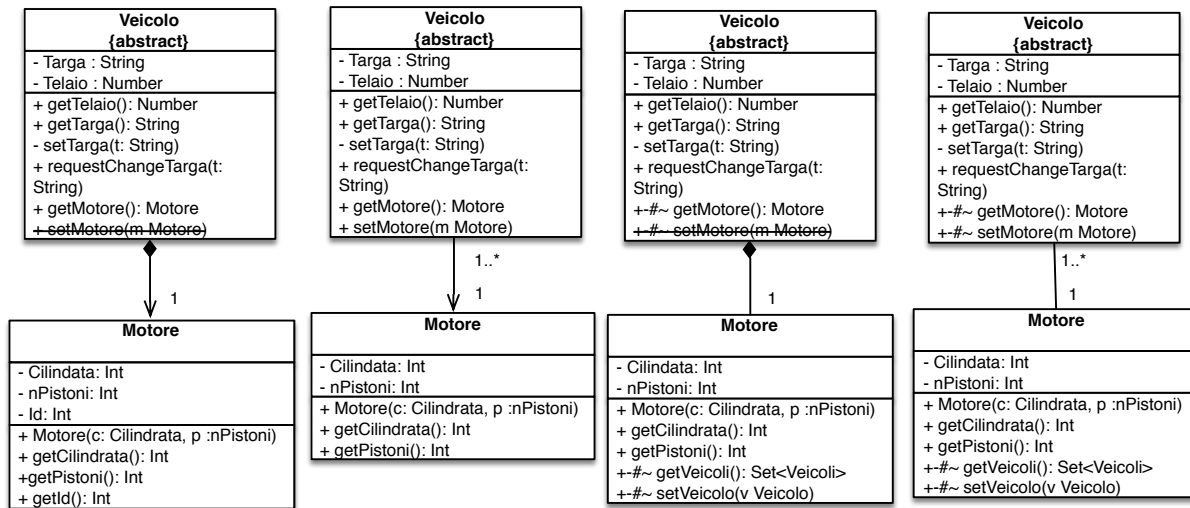 Veicolo
{abstract}
- Targa : String
- Telaio : Number
+ getTelaio(): Number
+ getTarga(): String
- setTarga(t: String)
+ requestChangeTarga(t:
String)
+ getMotore(): Motore
+ setMotore(m Motore)
1
Motore
- Cilindata: Int
- nPistoni: Int
- Id: Int
+ Motore(c: Cilindrata, p :nPistoni)
+ getCilindrata(): Int
+getPistoni(): Int
+ getId(): Int
Veicolo
{abstract}
- Targa : String
- Telaio : Number
+ getTelaio(): Number
+ getTarga(): String
- setTarga(t: String)
+ requestChangeTarga(t:
String)
+ getMotore(): Motore
+ setMotore(m Motore)
1..*
1
Motore
- Cilindata: Int
- nPistoni: Int
+ Motore(c: Cilindrata, p :nPistoni)
+ getCilindrata(): Int
+ getPistoni(): Int
Veicolo
{abstract}
- Targa : String
- Telaio : Number
+ getTelaio(): Number
+ getTarga(): String
- setTarga(t: String)
+ requestChangeTarga(t:
String)
+-#~ getMotore(): Motore
+-#~ setMotore(m Motore)
1
Motore
- Cilindata: Int
- nPistoni: Int
+ Motore(c: Cilindrata, p :nPistoni)
+ getCilindrata(): Int
+ getPistoni(): Int
+-#~ getVeicoli(): Set<Veicoli>
+-#~ setVeicolo(v Veicolo)
Veicolo
{abstract}
- Targa : String
- Telaio : Number
+ getTelaio(): Number
+ getTarga(): String
- setTarga(t: String)
+ requestChangeTarga(t:
String)
+-#~ getMotore(): Motore
+-#~ setMotore(m Motore)
1..*
1
Motore
- Cilindata: Int
- nPistoni: Int
+ Motore(c: Cilindrata, p :nPistoni)
+ getCilindrata(): Int
+ getPistoni(): Int
+-#~ getVeicoli(): Set<Veicoli>
+-#~ setVeicolo(v Veicolo)